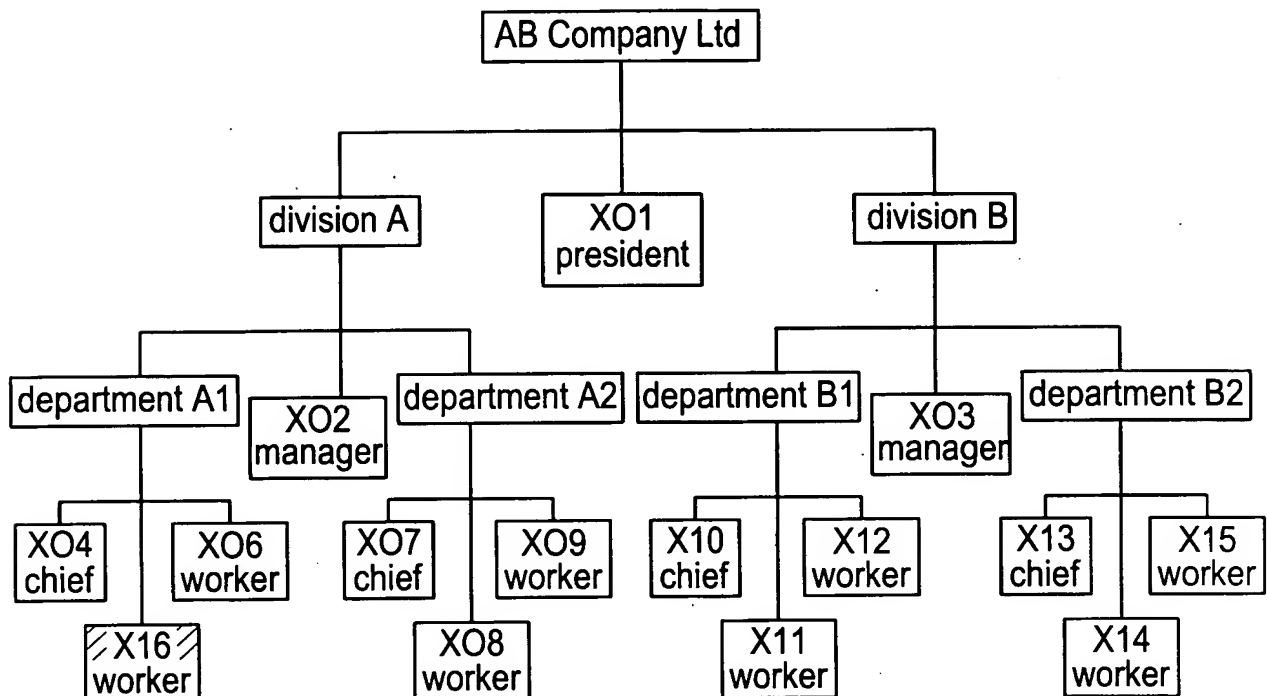 AB Company Ltd
division A
XO1
president
division B
department A1
XO2
manager
department A2
department B1
XO3
manager
department B2
XO4
chief
XO6
worker
XO7
chief
XO9
worker
X10
chief
X12
worker
X13
chief
X15
worker
X16
worker
XO8
worker
X11
worker
X14
worker